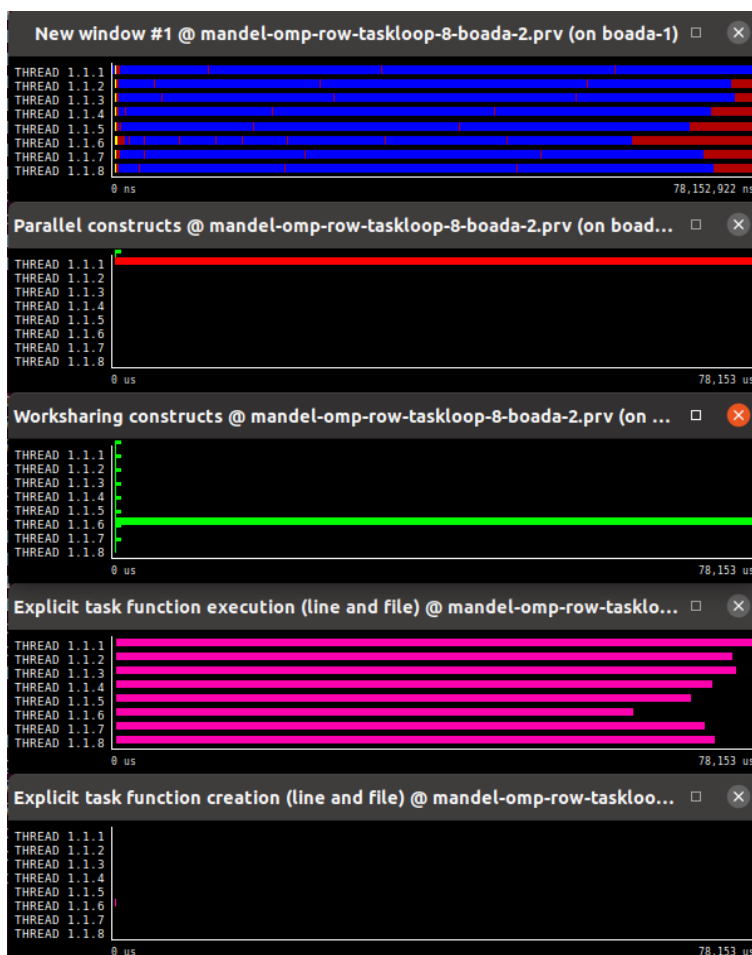 New window #1 @ mandel-omp-row-taskloop-8-boada-2.prv (on boada-1)
THREAD 1.1.1
THREAD 1.1.2
THREAD 1.1.3
THREAD 1.1.4
THREAD 1.1.5
THREAD 1.1.6
THREAD 1.1.7
THREAD 1.1.8
0 ns 78,152,922 ns
Parallel constructs @ mandel-omp-row-taskloop-8-boada-2.prv (on boad...
THREAD 1.1.1
THREAD 1.1.2
THREAD 1.1.3
THREAD 1.1.4
THREAD 1.1.5
THREAD 1.1.6
THREAD 1.1.7
THREAD 1.1.8
0 us 78,153 us
Worksharing constructs @ mandel-omp-row-taskloop-8-boada-2.prv (on ...
THREAD 1.1.1
THREAD 1.1.2
THREAD 1.1.3
THREAD 1.1.4
THREAD 1.1.5
THREAD 1.1.6
THREAD 1.1.7
THREAD 1.1.8
0 us 78,153 us
Explicit task function execution (line and file) @ mandel-omp-row-tasklo...
THREAD 1.1.1
THREAD 1.1.2
THREAD 1.1.3
THREAD 1.1.4
THREAD 1.1.5
THREAD 1.1.6
THREAD 1.1.7
THREAD 1.1.8
0 us 78,153 us
Explicit task function creation (line and file) @ mandel-omp-row-taskloo...
THREAD 1.1.1
THREAD 1.1.2
THREAD 1.1.3
THREAD 1.1.4
THREAD 1.1.5
THREAD 1.1.6
THREAD 1.1.7
THREAD 1.1.8
0 us 78,153 us